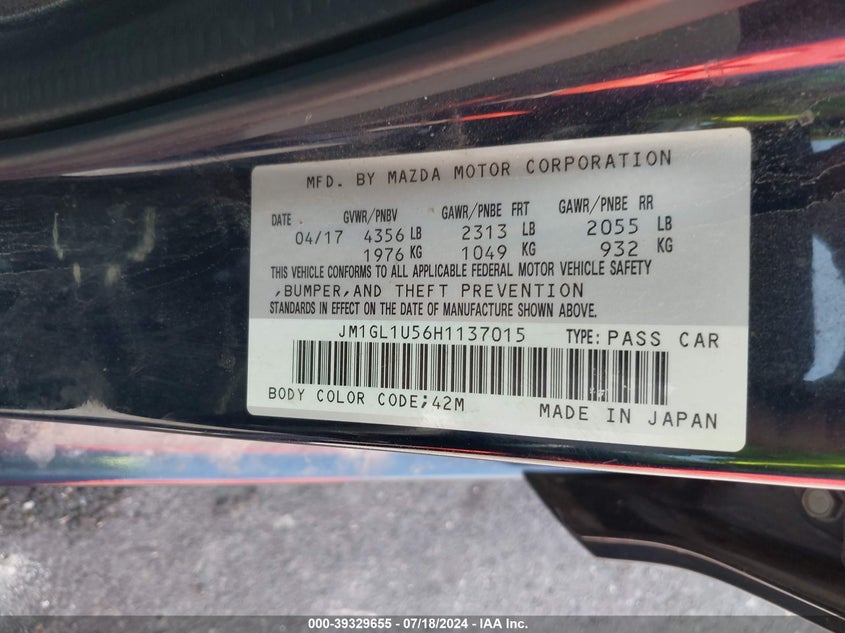 MFD. BY MAZDA MOTOR CORPORATION
DATE GVWR/PNBV GAWR/PNBE FRT GAWR/PNBE RR
04/17 4356 LB 2313 LB 2055 LB
1976 KG 1049 KG 932 KG
THIS VEHICLE CONFORMS TO ALL APPLICABLE FEDERAL MOTOR VEHICLE SAFETY
,BUMPER,AND THEFT PREVENTION
STANDARDS IN EFFECT ON THE DATE OF MANUFACTURE SHOWN ABOVE.
JM1GL1U56H1137015 TYPE: PASS CAR
BODY COLOR CODE;42M
MADE IN JAPAN
000-39329655 - 07/18/2024 - IAA Inc.